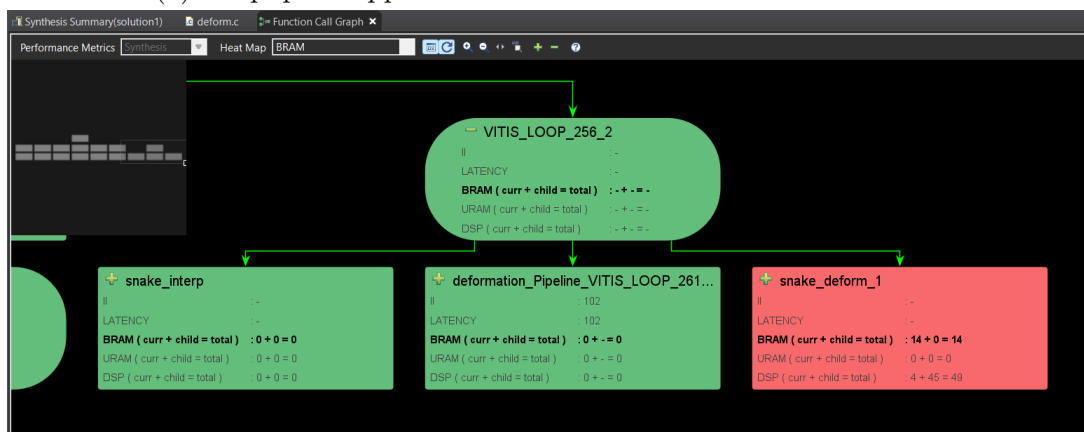 Synthesis Summary(solution1) deform.c Function Call Graph
Performance Metrics Synthesis Heat Map BRAM
VITIS_LOOP_256_2
II : -
LATENCY : -
BRAM ( curr + child = total ) : - + - = -
URAM ( curr + child = total ) : - + - = -
DSP ( curr + child = total ) : - + - = -
snake_interp
II : -
LATENCY : -
BRAM ( curr + child = total ) : 0 + 0 = 0
URAM ( curr + child = total ) : 0 + 0 = 0
DSP ( curr + child = total ) : 0 + 0 = 0
deformation_Pipeline_VITIS_LOOP_261...
II : 102
LATENCY : 102
BRAM ( curr + child = total ) : 0 + - = 0
URAM ( curr + child = total ) : 0 + - = 0
DSP ( curr + child = total ) : 0 + - = 0
snake_deform_1
II : -
LATENCY : -
BRAM ( curr + child = total ) : 14 + 0 = 14
URAM ( curr + child = total ) : 0 + 0 = 0
DSP ( curr + child = total ) : 4 + 45 = 49